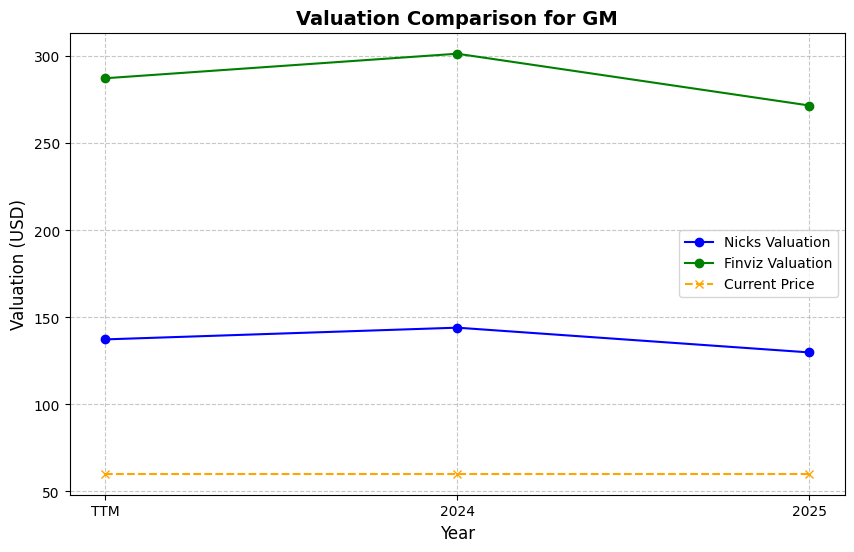 Valuation Comparison for GM
300
250
200
150
100
50
Valuation (USD)
Nicks Valuation
Finviz Valuation
Current Price
TTM
2024
2025
Year